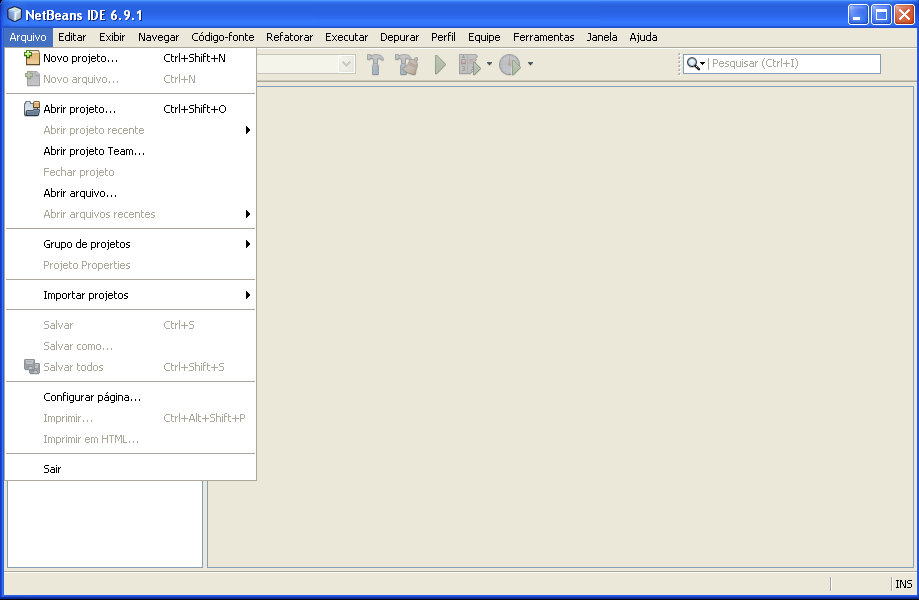 NetBeans IDE 6.9.1
Arquivo Editar Exibir Navegar Código-fonte Refatorar Executar Depurar Perfil Equipe Ferramentas Janela Ajuda
Pesquisar (Ctrl+I)
Novo projeto... Ctrl+Shift+N
Novo arquivo... Ctrl+N
Abrir projeto... Ctrl+Shift+O
Abrir projeto recente
Abrir projeto Team...
Fechar projeto
Abrir arquivo...
Abrir arquivos recentes
Grupo de projetos
Projeto Properties
Importar projetos
Salvar Ctrl+S
Salvar como...
Salvar todos Ctrl+Shift+S
Configurar página...
Imprimir... Ctrl+Alt+Shift+P
Imprimir em HTML...
Sair
INS